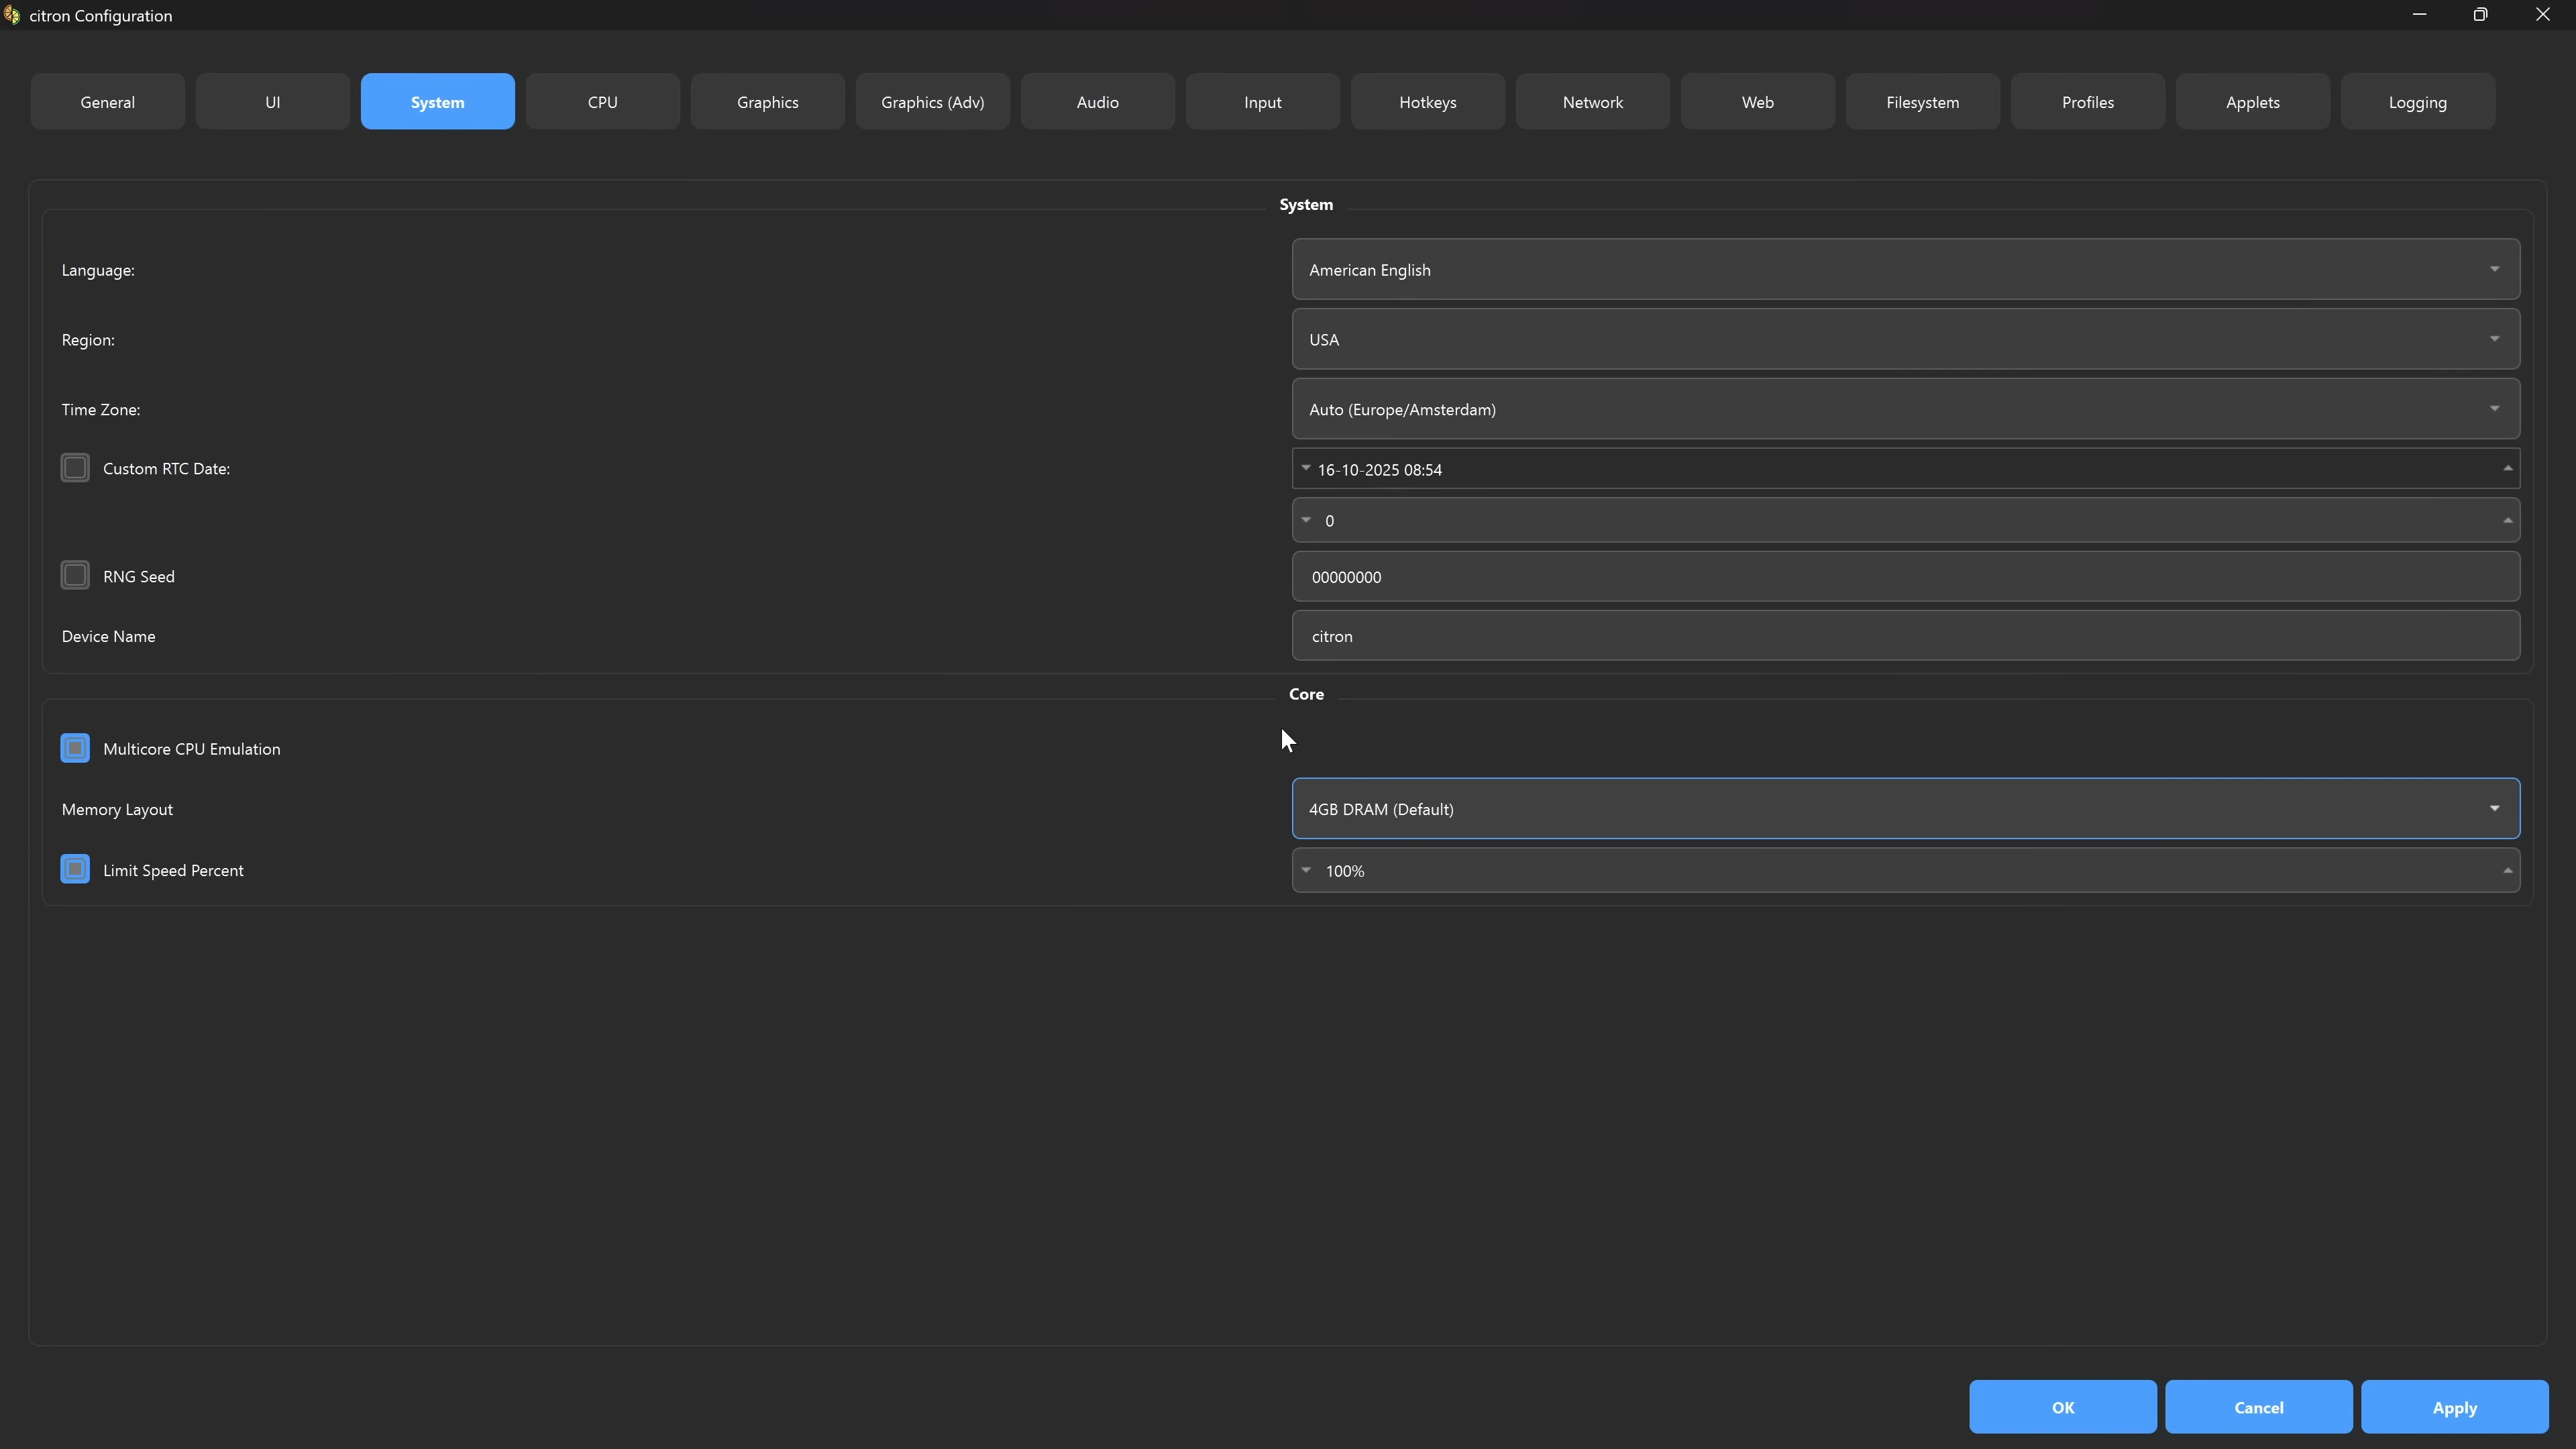 citron Configuration
General UI System CPU Graphics Graphics (Adv) Audio Input Hotkeys Network Web Filesystem Profiles Applets Logging
System
Language: American English
Region: USA
Time Zone: Auto (Europe/Amsterdam)
Custom RTC Date: 16-10-2025 08:54
0
RNG Seed 00000000
Device Name citron
Core
Multicore CPU Emulation
Memory Layout 4GB DRAM (Default)
Limit Speed Percent 100%
OK Cancel Apply